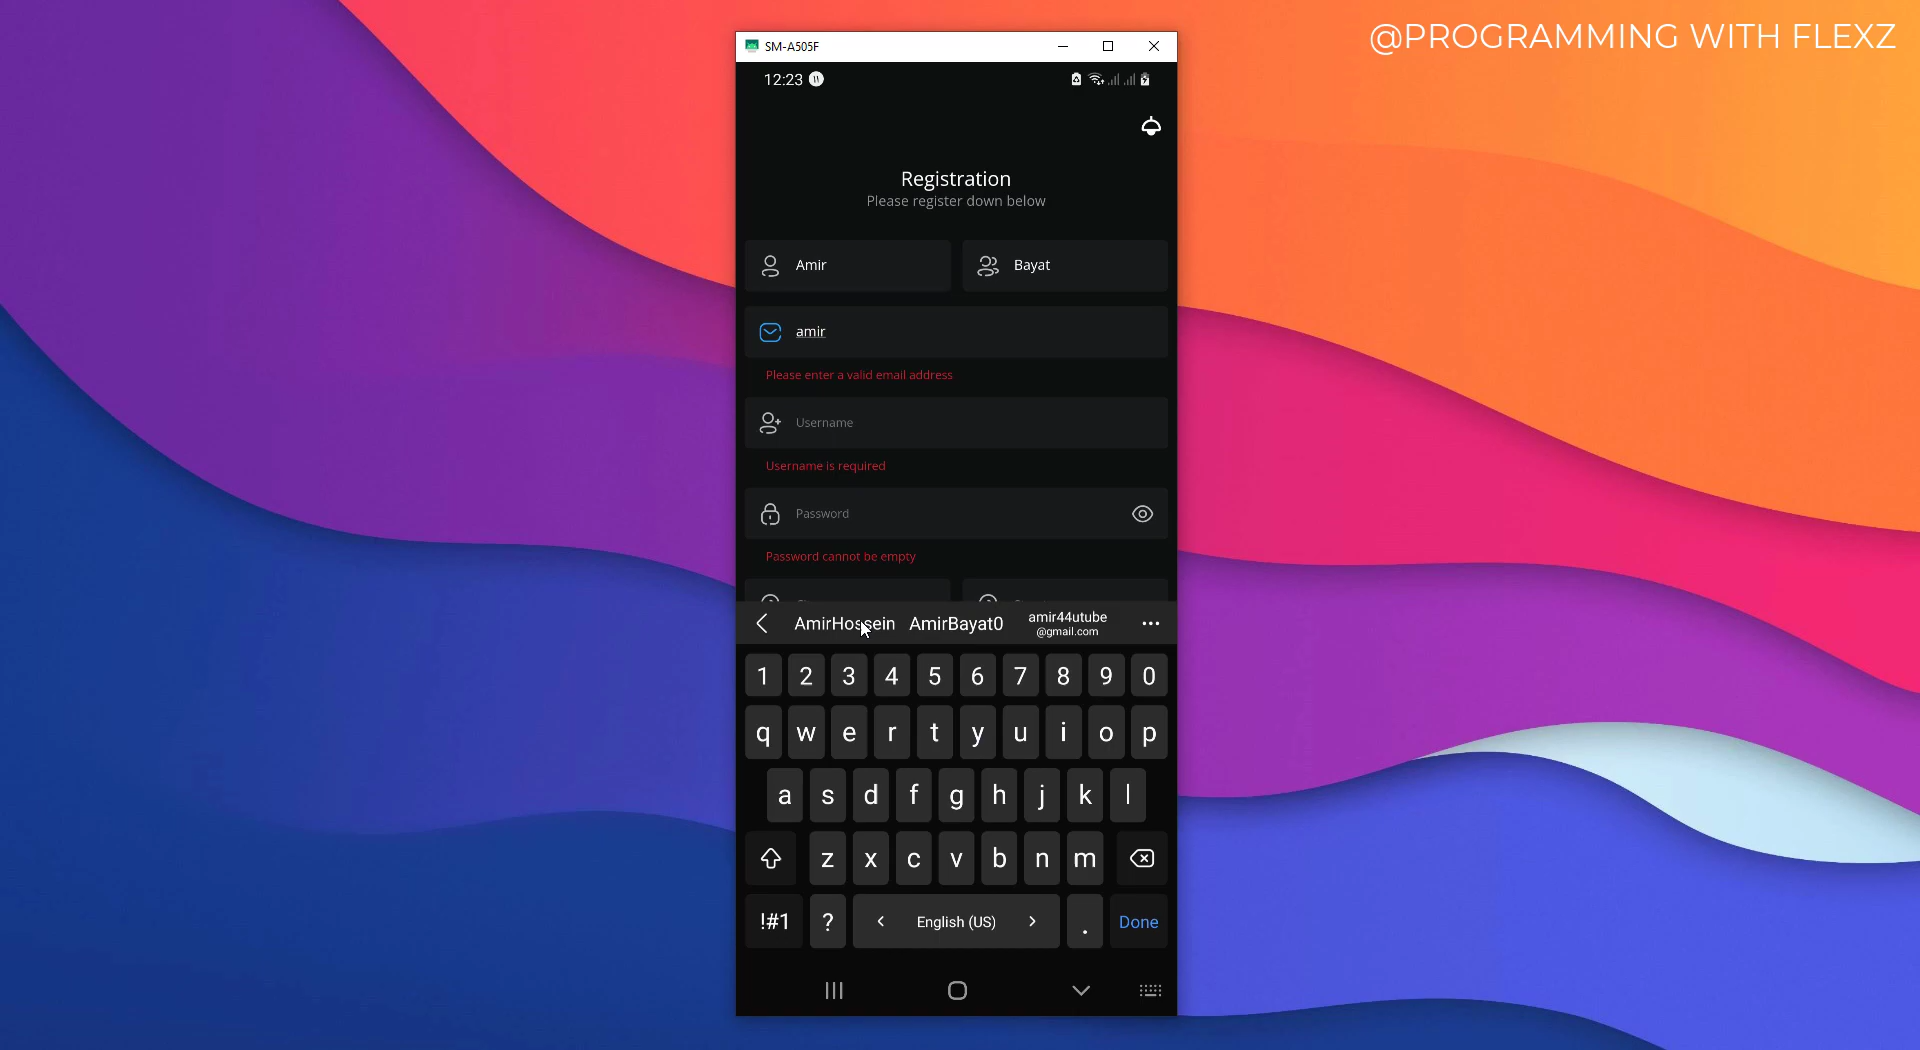 @PROGRAMMING WITH FLEXZ
SM-A505F
12:23
Registration
Please register down below
Amir
Bayat
amir
Please enter a valid email address
Username
Username is required
Password
Password cannot be empty
AmirHossein AmirBayat0 amir44utube
@gmail.com
1 2 3 4 5 6 7 8 9 0
q w e r t y u i o p
a s d f g h j k l
z x c v b n m
!#1 ? < English (US) > . Done